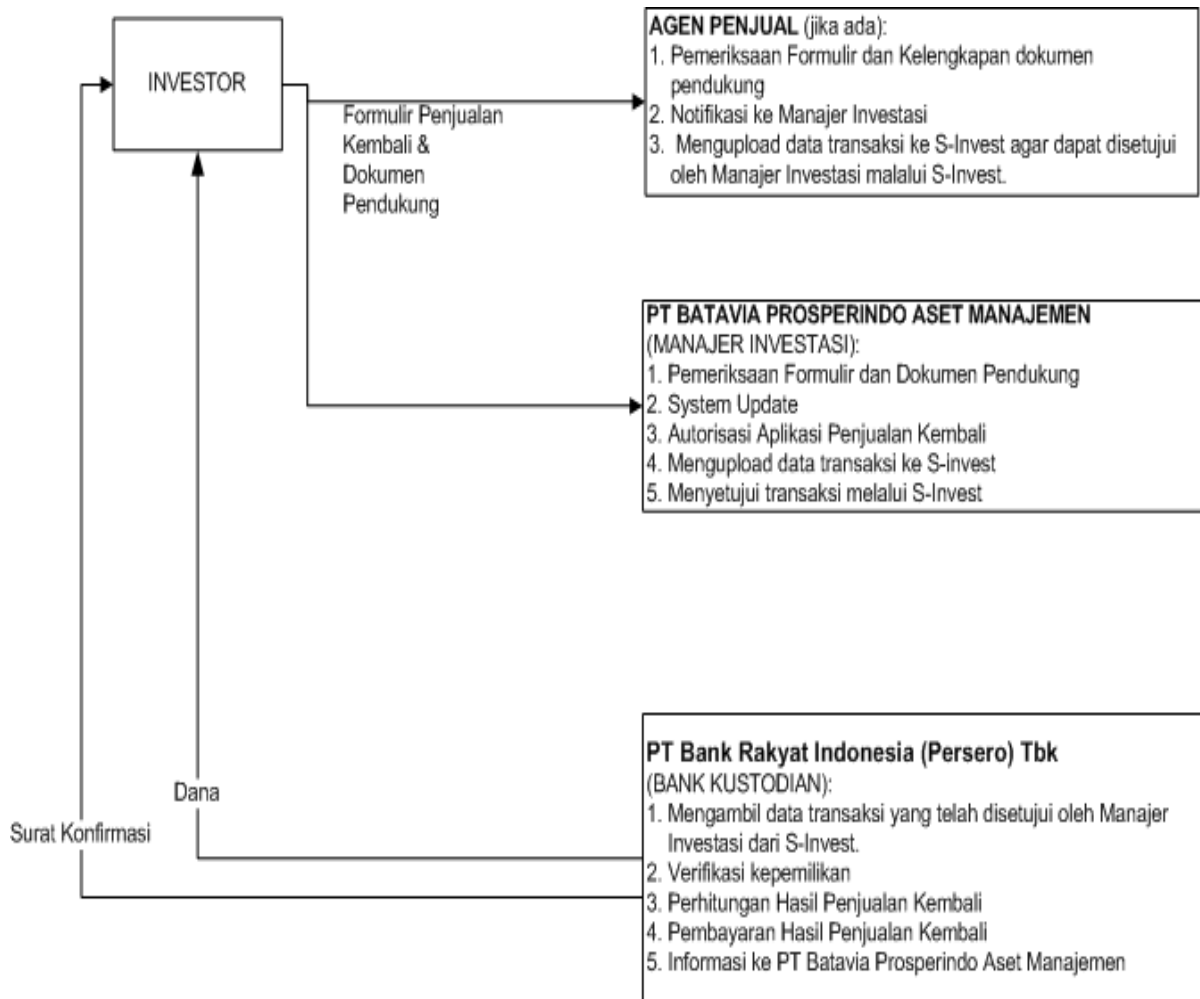 INVESTOR
Formulir Penjualan
Kembali &
Dokumen
Pendukung
AGEN PENJUAL (jika ada):
1. Pemeriksaan Formulir dan Kelengkapan dokumen
pendukung
2. Notifikasi ke Manajer Investasi
3. Mengupload data transaksi ke S-Invest agar dapat disetujui
oleh Manajer Investasi malalui S-Invest.
PT BATAVIA PROSPERINDO ASET MANAJEMEN
(MANAJER INVESTASI):
1. Pemeriksaan Formulir dan Dokumen Pendukung
2. System Update
3. Autorisasi Aplikasi Penjualan Kembali
4. Mengupload data transaksi ke S-invest
5. Menyetujui transaksi melalui S-Invest
Dana
Surat Konfirmasi
PT Bank Rakyat Indonesia (Persero) Tbk
(BANK KUSTODIAN):
1. Mengambil data transaksi yang telah disetujui oleh Manajer
Investasi dari S-Invest.
2. Verifikasi kepemilikan
3. Perhitungan Hasil Penjualan Kembali
4. Pembayaran Hasil Penjualan Kembali
5. Informasi ke PT Batavia Prosperindo Aset Manajemen